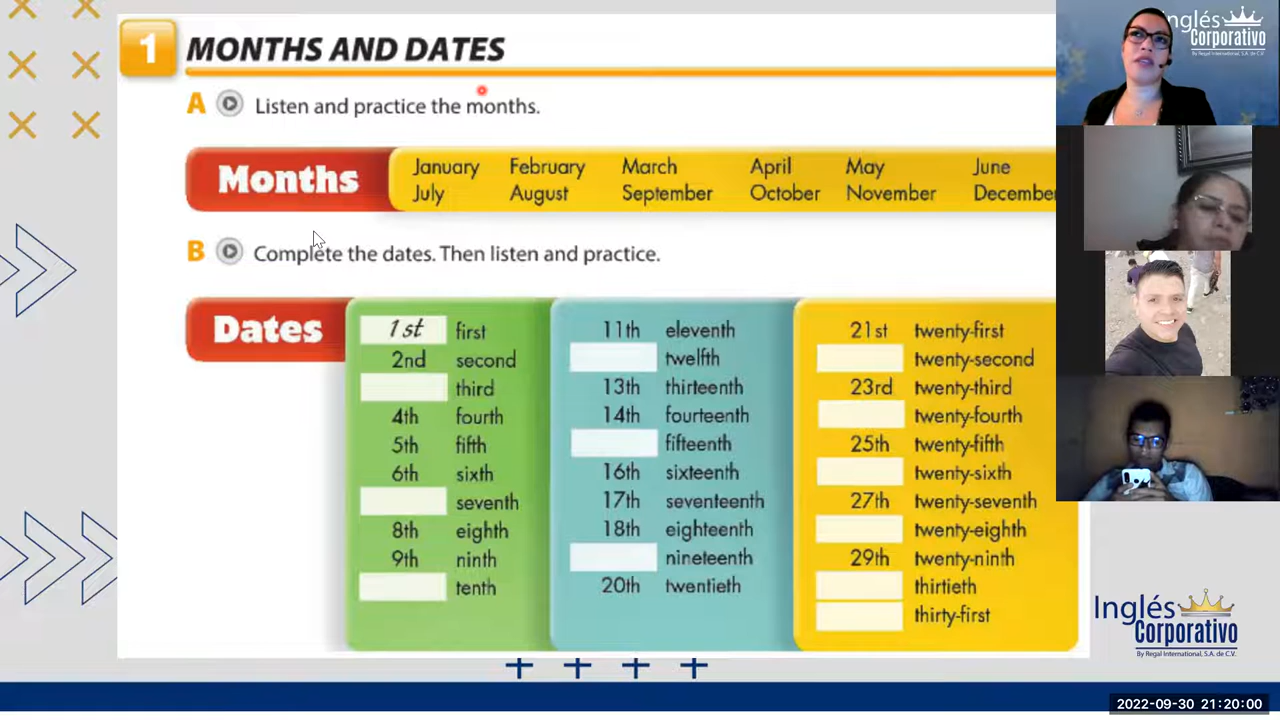 1 MONTHS AND DATES
A Listen and practice the months.
Months
January February March April May June
July August September October November December
B Complete the dates. Then listen and practice.
Dates
1st first
2nd second
third
4th fourth
5th fifth
6th sixth
seventh
8th eighth
9th ninth
tenth
11th eleventh
twelfth
13th thirteenth
14th fourteenth
fifteenth
16th sixteenth
17th seventeenth
18th eighteenth
nineteenth
20th twentieth
21st twenty-first
twenty-second
23rd twenty-third
twenty-fourth
25th twenty-fifth
twenty-sixth
27th twenty-seventh
twenty-eighth
29th twenty-ninth
thirtieth
thirty-first
Inglés
Corporativo
By Regal International, S.A. de C.V.
Inglés
Corporativo
By Regal International, S.A. de C.V.
2022-09-30 21:20:00